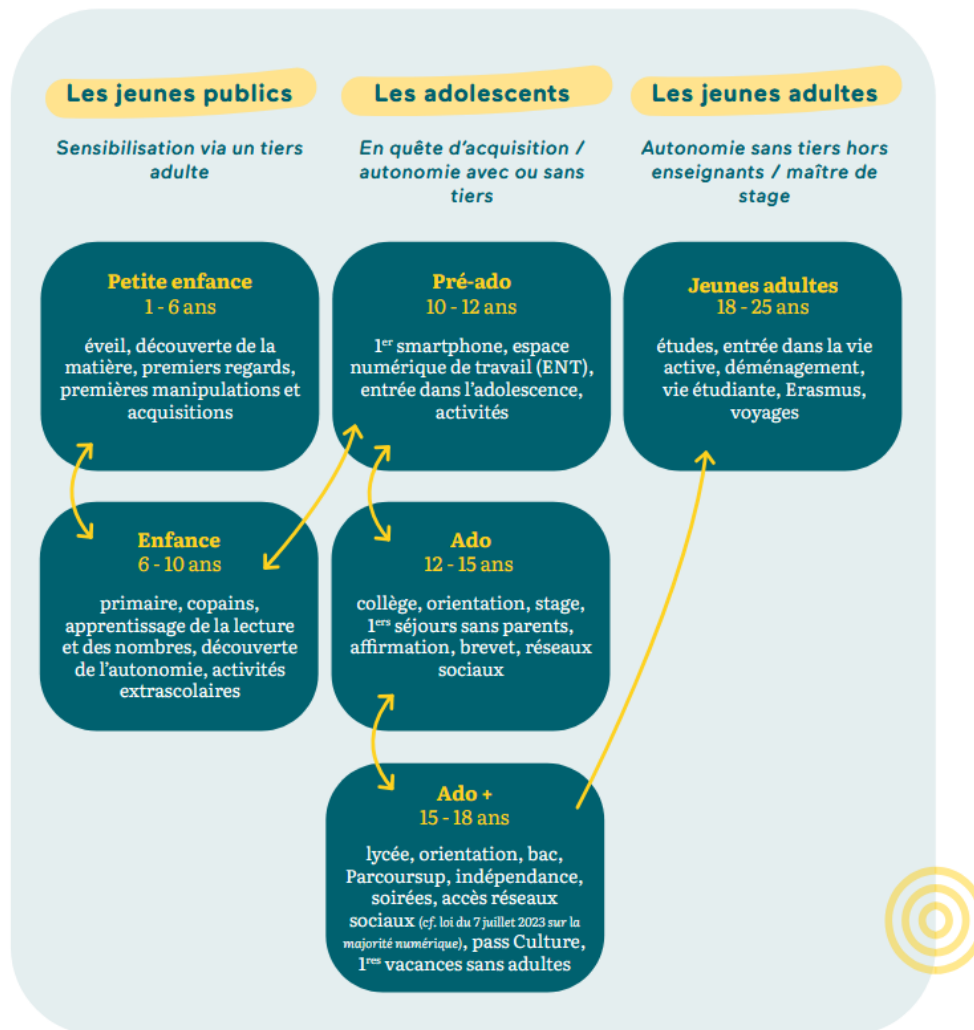 Les jeunes publics
Sensibilisation via un tiers
adulte
Petite enfance
1 - 6 ans
éveil, découverte de la
matière, premiers regards,
premières manipulations et
acquisitions
Enfance
6 - 10 ans
primaire, copains,
apprentissage de la lecture
et des nombres, découverte
de l'autonomie, activités
extrascolaires
Les adolescents
En quête d'acquisition /
autonomie avec ou sans
tiers
Pré-ado
10 - 12 ans
1er smartphone, espace
numérique de travail (ENT),
entrée dans l'adolescence,
activités
Ado
12 - 15 ans
collège, orientation, stage,
1ers séjours sans parents,
affirmation, brevet, réseaux
sociaux
Ado +
15 - 18 ans
lycée, orientation, bac,
Parcoursup, indépendance,
soirées, accès réseaux
sociaux (cf. loi du 7 juillet 2023 sur la
majorité numérique), pass Culture,
1res vacances sans adultes
Les jeunes adultes
Autonomie sans tiers hors
enseignants / maître de
stage
Jeunes adultes
18 - 25 ans
études, entrée dans la vie
active, déménagement,
vie étudiante, Erasmus,
voyages